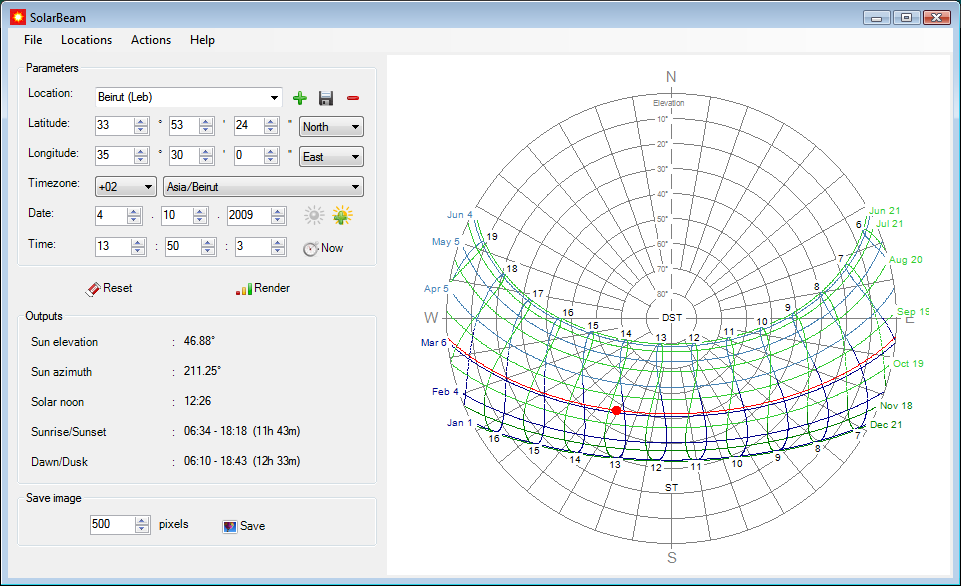 SolarBeam
File Locations Actions Help
Parameters
Location: Beirut (Leb)
Latitude: 33 ° 53 ' 24 " North
Longitude: 35 ° 30 ' 0 " East
Timezone: +02 Asia/Beirut
Date: 4 . 10 . 2009
Time: 13 : 50 : 3 Now
Reset Render
Outputs
Sun elevation : 46.88°
Sun azimuth : 211.25°
Solar noon : 12:26
Sunrise/Sunset : 06:34 - 18:18 (11h 43m)
Dawn/Dusk : 06:10 - 18:43 (12h 33m)
Save image
500 pixels Save
N
Elevation
10°
20°
30°
40°
50°
60°
70°
80°
Jun 4
May 5
Apr 5
W
Mar 6
Feb 4
Jan 1
Jun 21
Jul 21
Aug 20
Sep 19
E
Oct 19
Nov 18
Dec 21
19 18 17 16 15 14 13 12 11 10 9 8 7 6
DST
16 15 14 13 12 11 10 9 8 7
ST
S